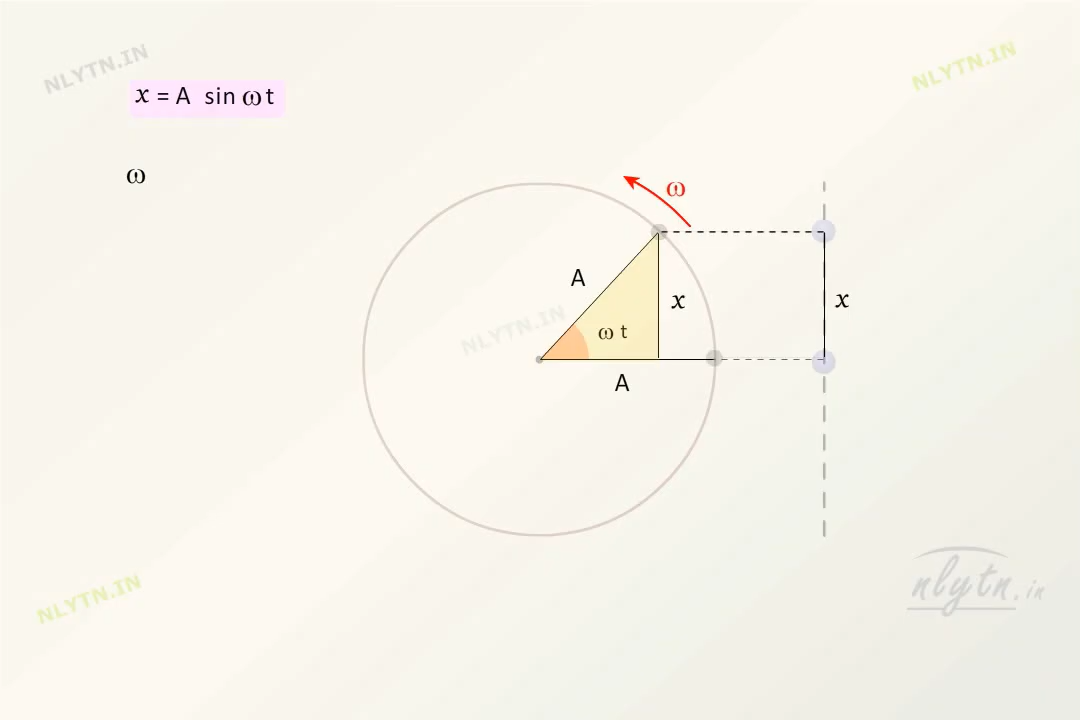 NLYTN.IN
NLYTN.IN
x = A sin ω t
ω
ω
A
x
x
NLYTN.IN
ω t
A
nlytn.in
NLYTN.IN